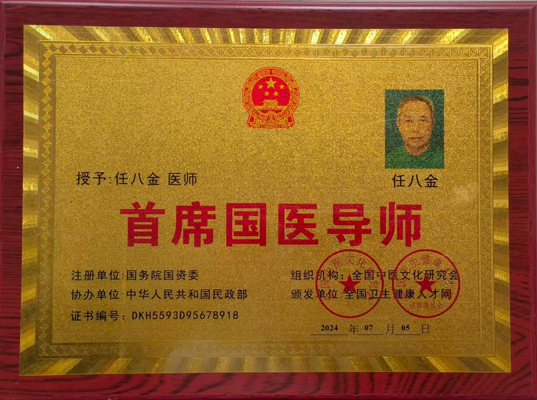 授予:任八金 医师
任八金
首席国医导师
注册单位:国务院国资委
协办单位:中华人民共和国民政部
证书编号:DKH5593D95678918
组织机构:全国中医文化研究会
颁发单位:全国卫生健康人才网
2024 年 07 月 05 日